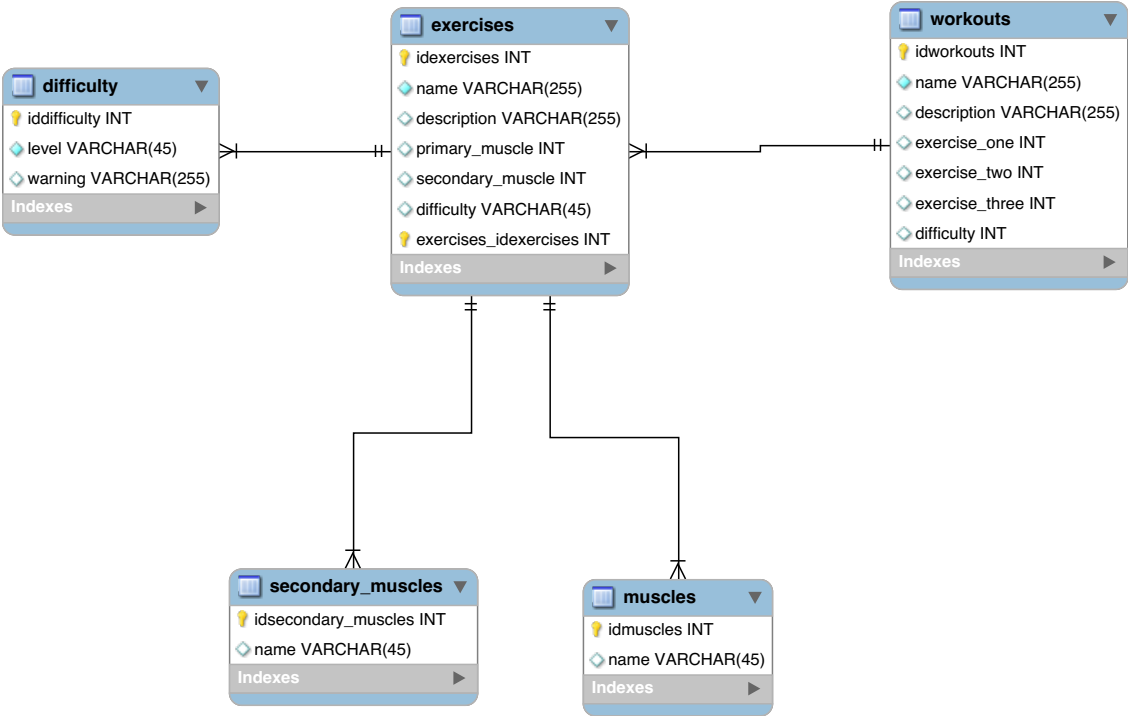 difficulty
iddifficulty INT
level VARCHAR(45)
warning VARCHAR(255)
Indexes
exercises
idexercises INT
name VARCHAR(255)
description VARCHAR(255)
primary_muscle INT
secondary_muscle INT
difficulty VARCHAR(45)
exercises_idexercises INT
Indexes
workouts
idworkouts INT
name VARCHAR(255)
description VARCHAR(255)
exercise_one INT
exercise_two INT
exercise_three INT
difficulty INT
Indexes
secondary_muscles
idsecondary_muscles INT
name VARCHAR(45)
Indexes
muscles
idmuscles INT
name VARCHAR(45)
Indexes